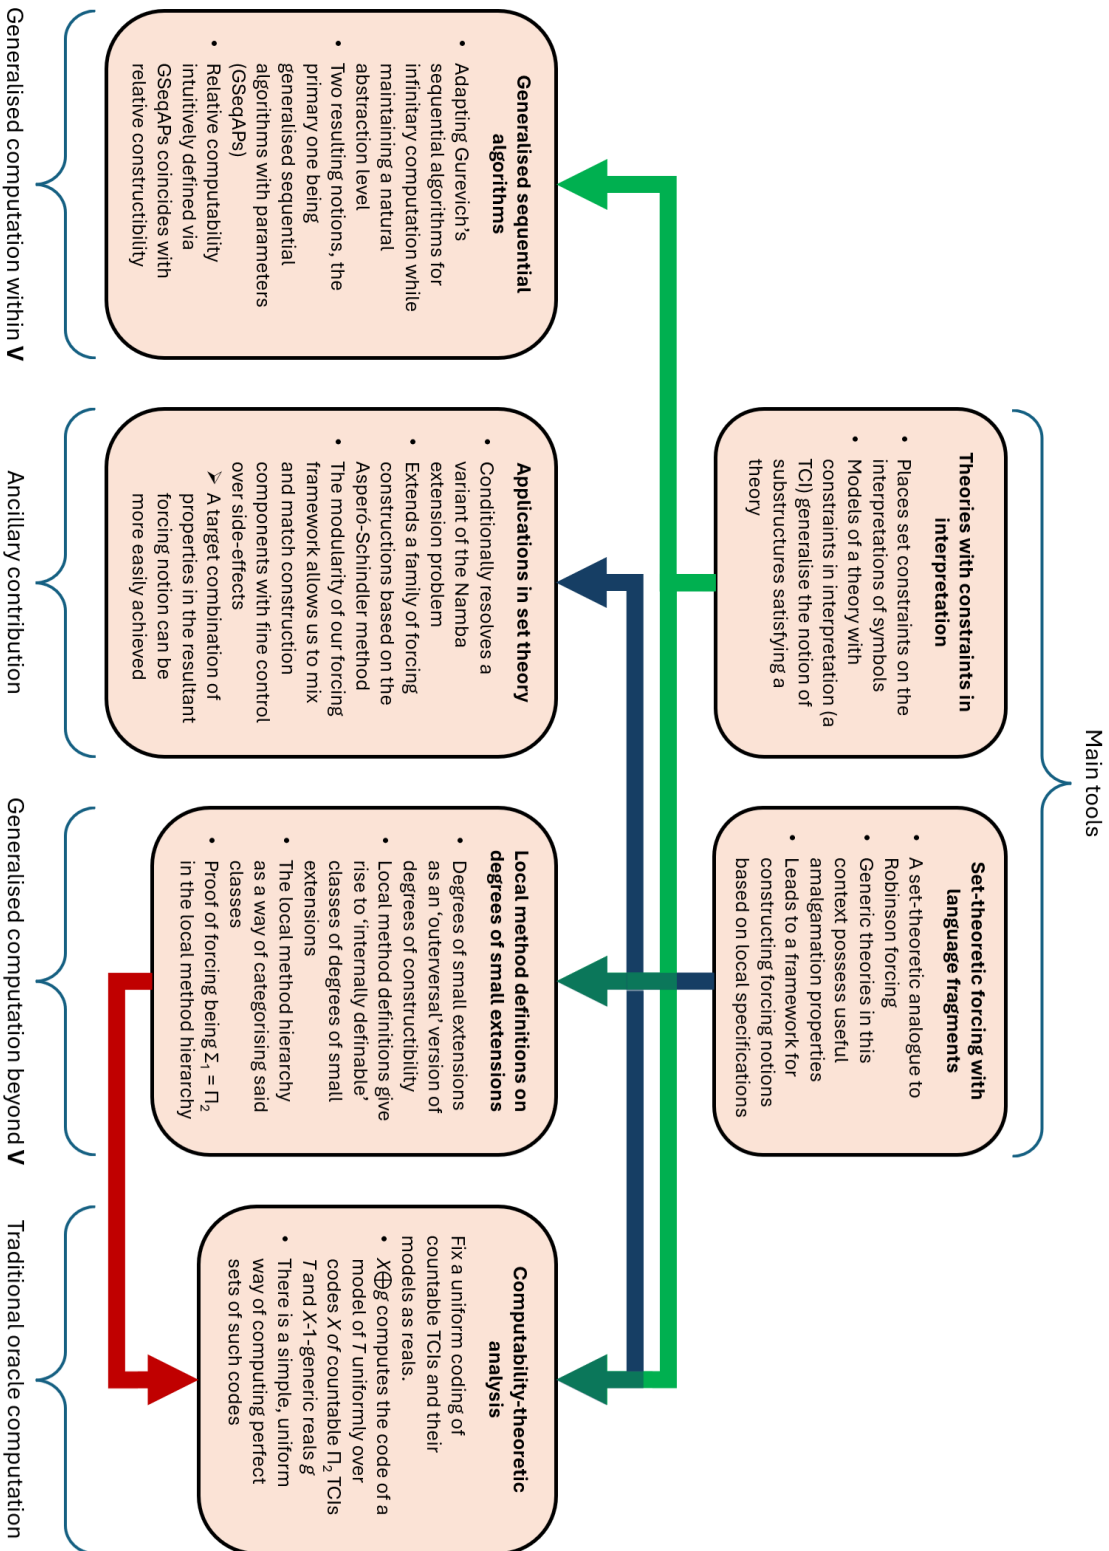 Main tools
Theories with constraints in
interpretation
• Places set constraints on the
interpretations of symbols
• Models of a theory with
constraints in interpretation (a
TCI) generalise the notion of
substructures satisfying a
theory
Set-theoretic forcing with
language fragments
• A set-theoretic analogue to
Robinson forcing
• Generic theories in this
context possess useful
amalgamation properties
• Leads to a framework for
constructing forcing notions
based on local specifications
Generalised sequential
algorithms
• Adapting Gurevich’s
sequential algorithms for
infinitary computation while
maintaining a natural
abstraction level
• Two resulting notions, the
primary one being
generalised sequential
algorithms with parameters
(GSeqAPs)
• Relative computability
intuitively defined via
GSeqAPs coincides with
relative constructibility
Applications in set theory
• Conditionally resolves a
variant of the Namba
extension problem
• Extends a family of forcing
constructions based on the
Asperó-Schindler method
• The modularity of our forcing
framework allows us to mix
and match construction
components with fine control
over side-effects
➢ A target combination of
properties in the resultant
forcing notion can be
more easily achieved
Local method definitions on
degrees of small extensions
• Degrees of small extensions
as an ‘outerversal’ version of
degrees of constructibility
• Local method definitions give
rise to ‘internally definable’
classes of degrees of small
extensions
• The local method hierarchy
as a way of categorising said
classes
• Proof of forcing being Σ₁ = Π₂
in the local method hierarchy
Computability-theoretic
analysis
Fix a uniform coding of
countable TCIs and their
models as reals.
• X⊕g computes the code of a
model of T uniformly over
codes X of countable Π₂ TCIs
T and X-1-generic reals g
• There is a simple, uniform
way of computing perfect
sets of such codes
Generalised computation within V
Ancillary contribution
Generalised computation beyond V
Traditional oracle computation